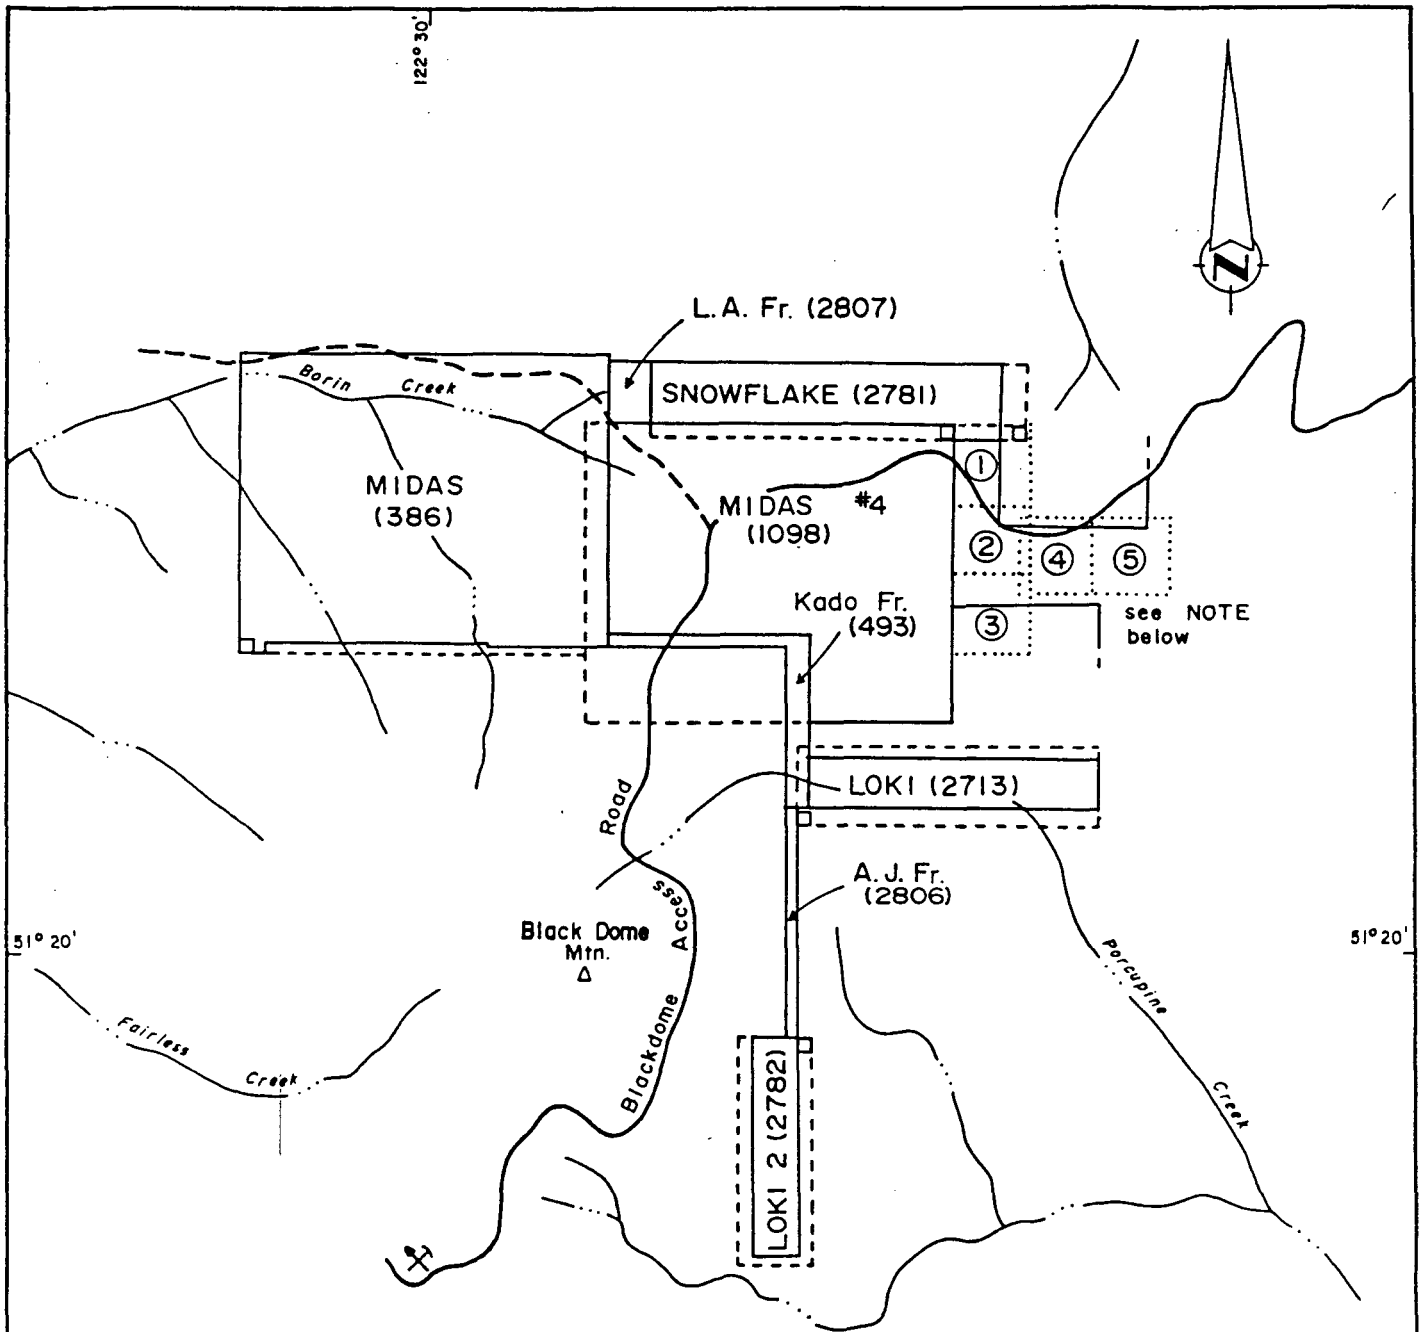 122° 30'
N
L.A. Fr. (2807)
Borin Creek
SNOWFLAKE (2781)
1
MIDAS
(386)
MIDAS #4
(1098)
2
4
5
Kado Fr.
(493)
3
see NOTE
below
LOKI (2713)
A.J. Fr.
(2806)
Blackdome Access Road
Black Dome
Mtn.
51° 20'
51° 20'
Porcupine Creek
Fairless Creek
LOKI 2 (2782)